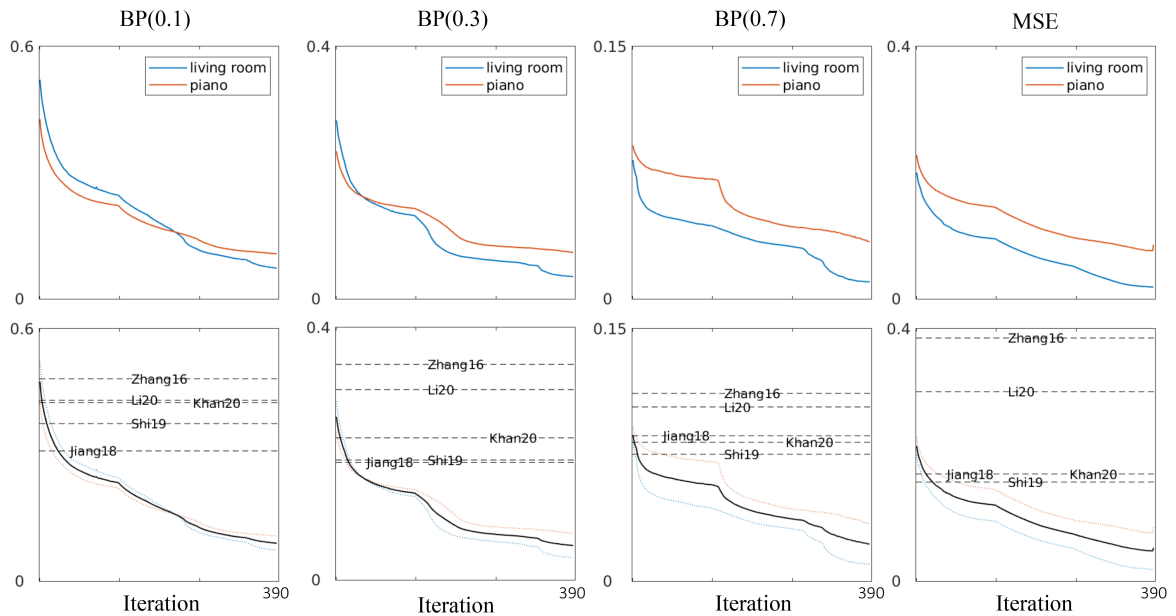 BP(0.1) BP(0.3) BP(0.7) MSE
0.6 0.4 0.15 0.4
living room living room living room living room
piano piano piano piano
0 0 0 0
0.6 0.4 0.15 0.4
Zhang16
Li20
Khan20
Shi19
Jiang18
Zhang16
Li20
Khan20
Jiang18
Shi19
Zhang16
Li20
Jiang18
Khan20
Shi19
Zhang16
Li20
Jiang18
Khan20
Shi19
0 0 0 0
390 390 390 390
Iteration Iteration Iteration Iteration